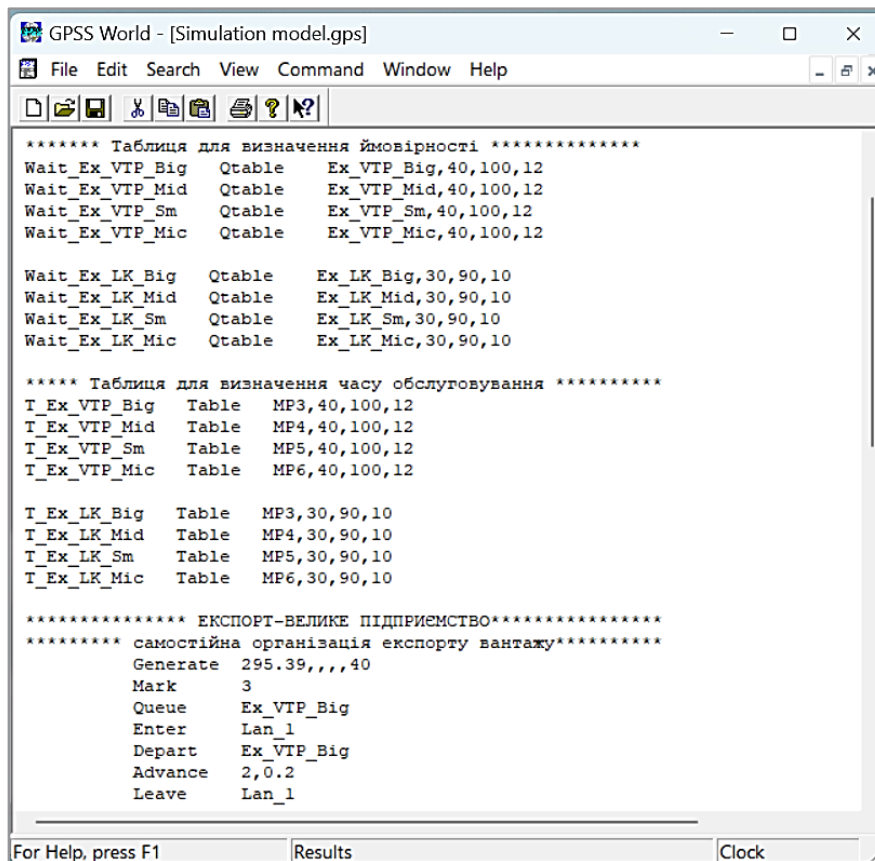 GPSS World - [Simulation model.gps]
File Edit Search View Command Window Help
******* Таблиця для визначення ймовірності **************
Wait_Ex_VTP_Big Qtable Ex_VTP_Big,40,100,12
Wait_Ex_VTP_Mid Qtable Ex_VTP_Mid,40,100,12
Wait_Ex_VTP_Sm Qtable Ex_VTP_Sm,40,100,12
Wait_Ex_VTP_Mic Qtable Ex_VTP_Mic,40,100,12
Wait_Ex_LK_Big Qtable Ex_LK_Big,30,90,10
Wait_Ex_LK_Mid Qtable Ex_LK_Mid,30,90,10
Wait_Ex_LK_Sm Qtable Ex_LK_Sm,30,90,10
Wait_Ex_LK_Mic Qtable Ex_LK_Mic,30,90,10
***** Таблиця для визначення часу обслуговування **********
T_Ex_VTP_Big Table MP3,40,100,12
T_Ex_VTP_Mid Table MP4,40,100,12
T_Ex_VTP_Sm Table MP5,40,100,12
T_Ex_VTP_Mic Table MP6,40,100,12
T_Ex_LK_Big Table MP3,30,90,10
T_Ex_LK_Mid Table MP4,30,90,10
T_Ex_LK_Sm Table MP5,30,90,10
T_Ex_LK_Mic Table MP6,30,90,10
*************** ЕКСПОРТ-ВЕЛИКЕ ПІДПРИЄМСТВО****************
********* самостійна організація експорту вантажу**********
Generate 295.39,,,,40
Mark 3
Queue Ex_VTP_Big
Enter Lan_1
Depart Ex_VTP_Big
Advance 2,0.2
Leave Lan_1
For Help, press F1 Results Clock